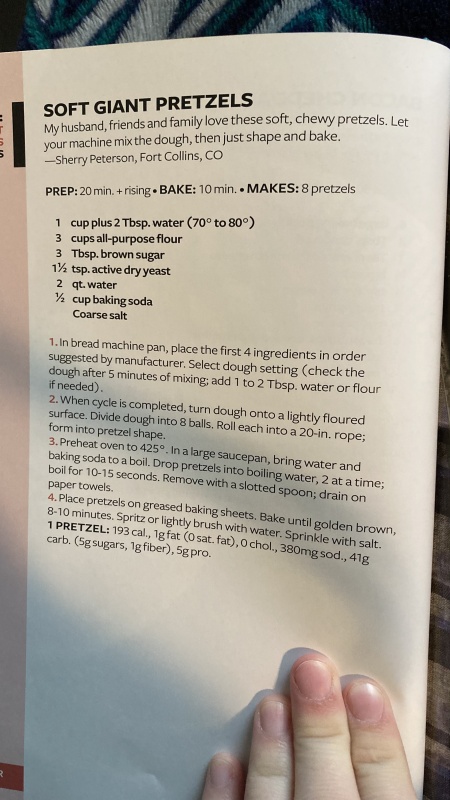 SOFT GIANT PRETZELS
My husband, friends and family love these soft, chewy pretzels. Let
your machine mix the dough, then just shape and bake.
—Sherry Peterson, Fort Collins, CO
PREP: 20 min. + rising • BAKE: 10 min. • MAKES: 8 pretzels
1 cup plus 2 Tbsp. water (70° to 80°)
3 cups all-purpose flour
3 Tbsp. brown sugar
1½ tsp. active dry yeast
2 qt. water
½ cup baking soda
Coarse salt
1. In bread machine pan, place the first 4 ingredients in order
suggested by manufacturer. Select dough setting (check the
dough after 5 minutes of mixing; add 1 to 2 Tbsp. water or flour
if needed).
2. When cycle is completed, turn dough onto a lightly floured
surface. Divide dough into 8 balls. Roll each into a 20-in. rope;
form into pretzel shape.
3. Preheat oven to 425°. In a large saucepan, bring water and
baking soda to a boil. Drop pretzels into boiling water, 2 at a time;
boil for 10-15 seconds. Remove with a slotted spoon; drain on
paper towels.
4. Place pretzels on greased baking sheets. Bake until golden brown,
8-10 minutes. Spritz or lightly brush with water. Sprinkle with salt.
1 PRETZEL: 193 cal., 1g fat (0 sat. fat), 0 chol., 380mg sod., 41g
carb. (5g sugars, 1g fiber), 5g pro.